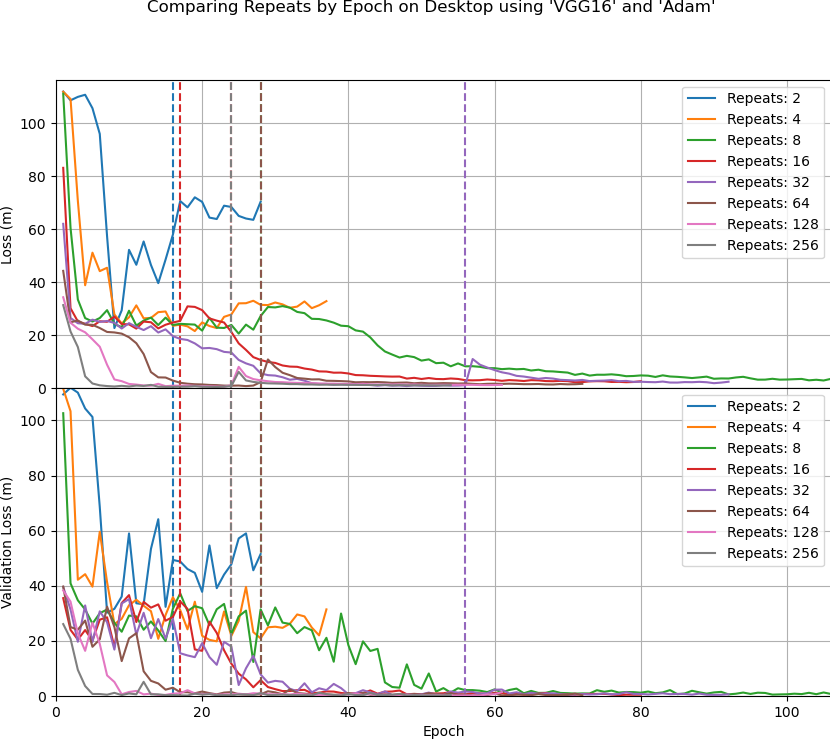 Comparing Repeats by Epoch on Desktop using 'VGG16' and 'Adam'
Loss (m)
100
80
60
40
20
0
Repeats: 2
Repeats: 4
Repeats: 8
Repeats: 16
Repeats: 32
Repeats: 64
Repeats: 128
Repeats: 256
Validation Loss (m)
100
80
60
40
20
0
Repeats: 2
Repeats: 4
Repeats: 8
Repeats: 16
Repeats: 32
Repeats: 64
Repeats: 128
Repeats: 256
0 20 40 60 80 100
Epoch